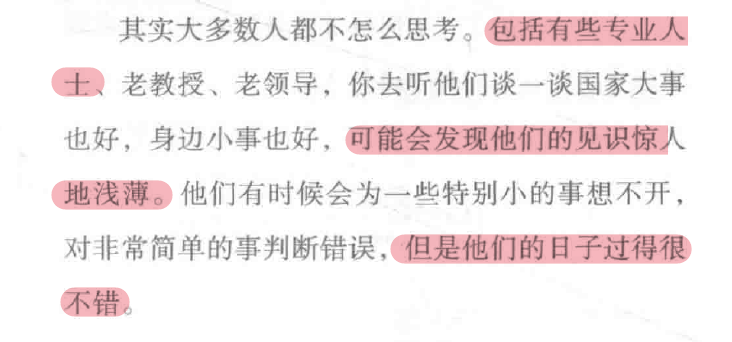 其实大多数人都不怎么思考。包括有些专业人
士、老教授、老领导，你去听他们谈一谈国家大事
也好，身边小事也好，可能会发现他们的见识惊人
地浅薄。他们有时候会为一些特别小的事想不开，
对非常简单的事判断错误，但是他们的日子过得很
不错。